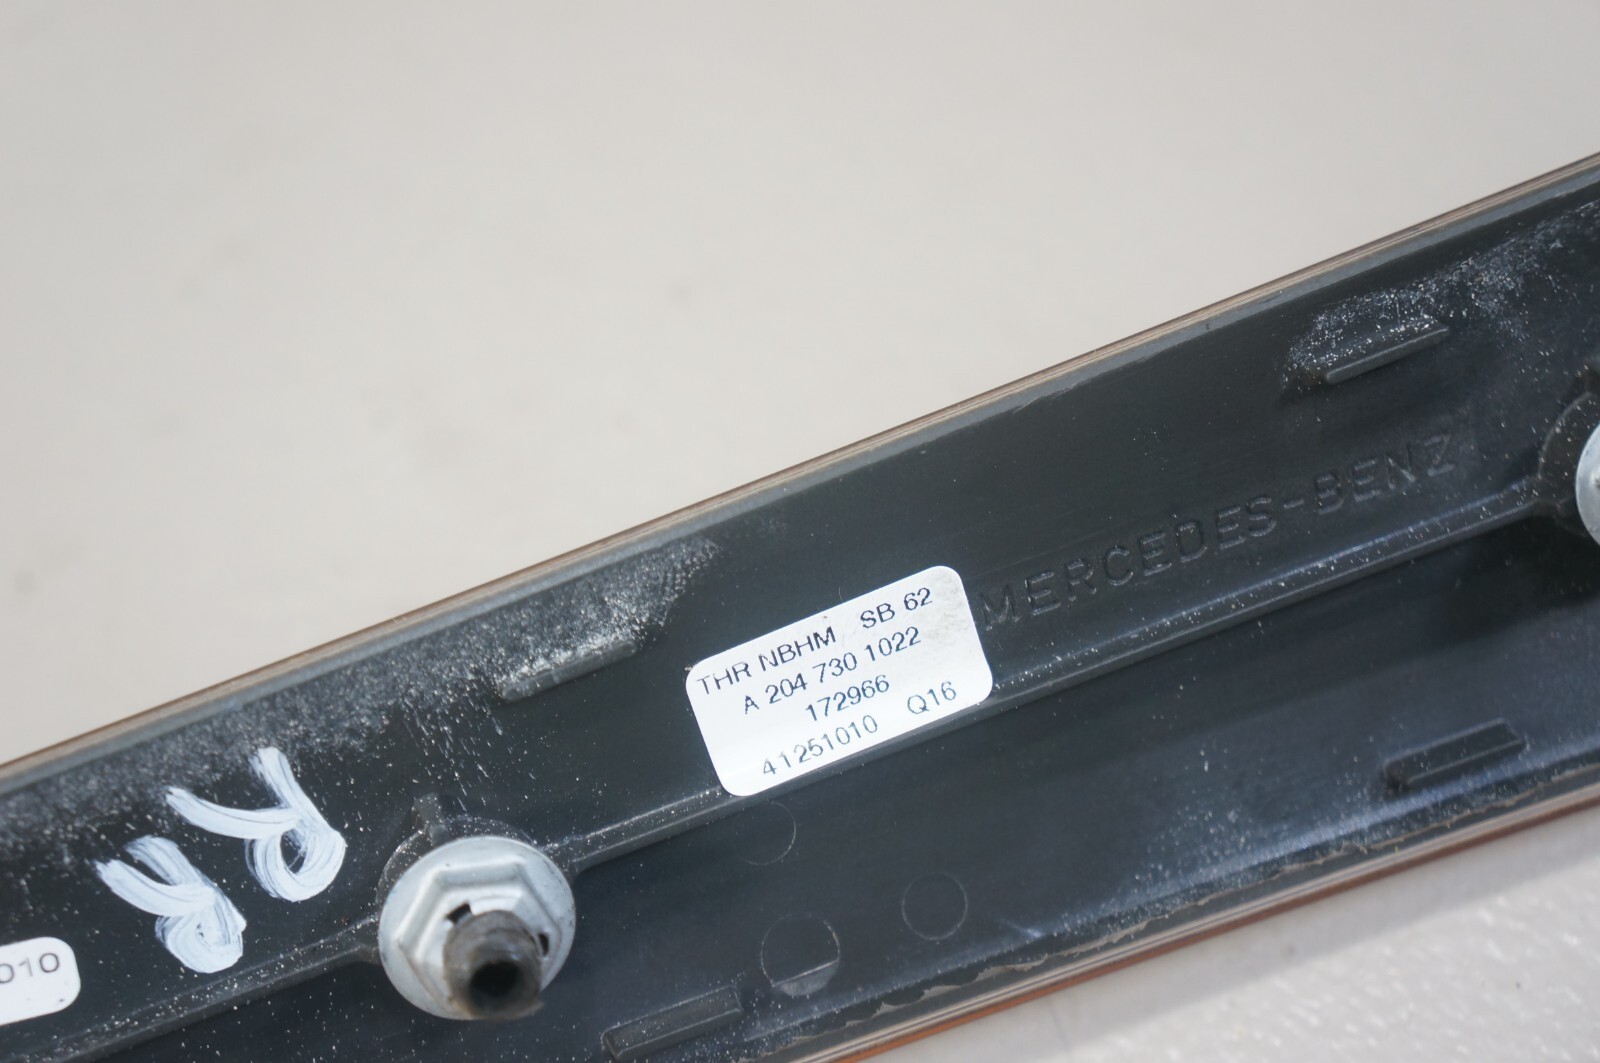 MERCEDES-BENZ
THR NBHM SB 62
A 204 730 1022
172966
41251010 Q16
RR
010